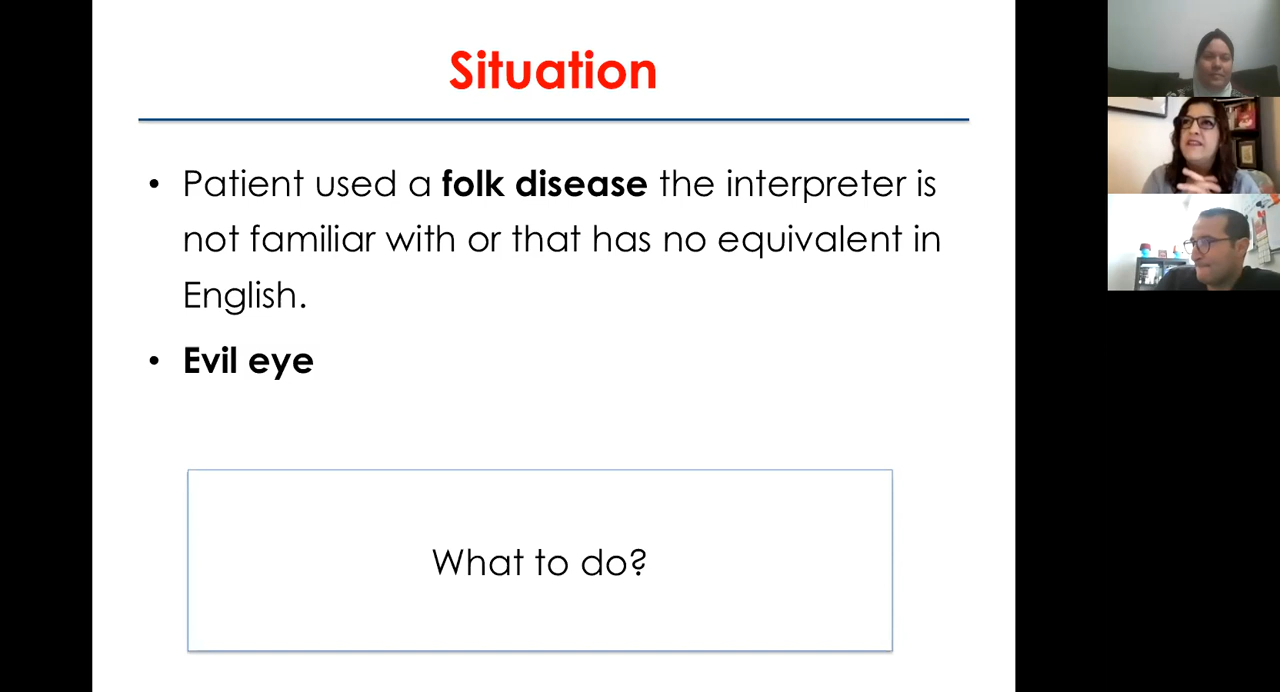 Situation
• Patient used a folk disease the interpreter is
not familiar with or that has no equivalent in
English.
• Evil eye
What to do?